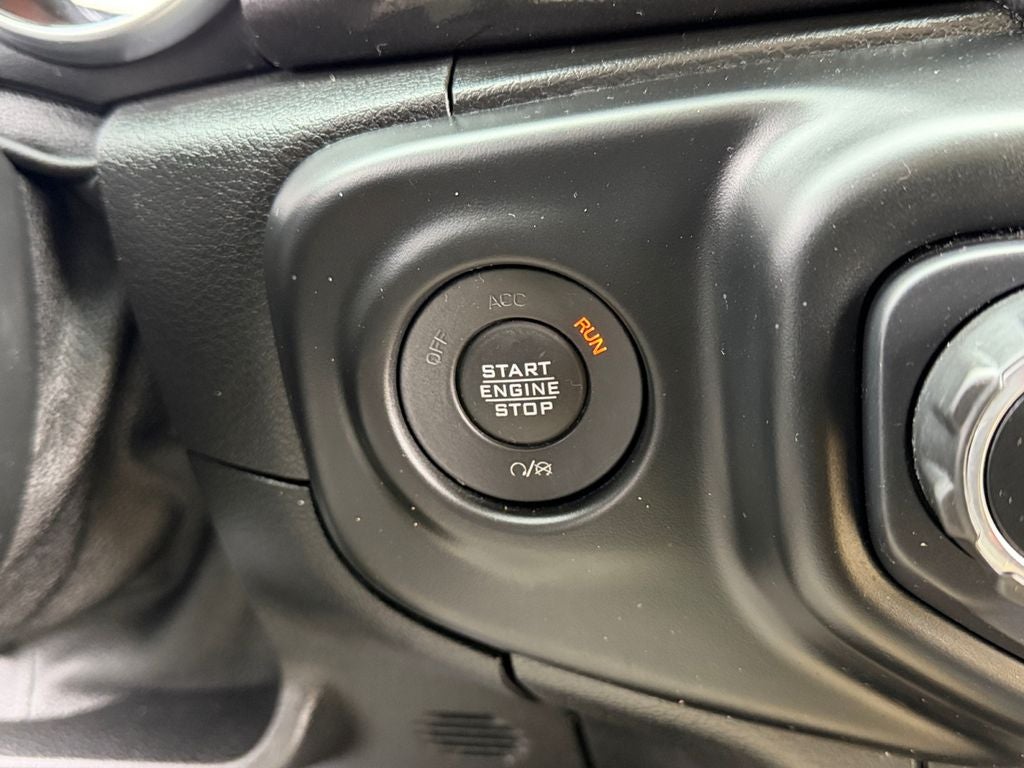 ACC
OFF
RUN
START
ENGINE
STOP